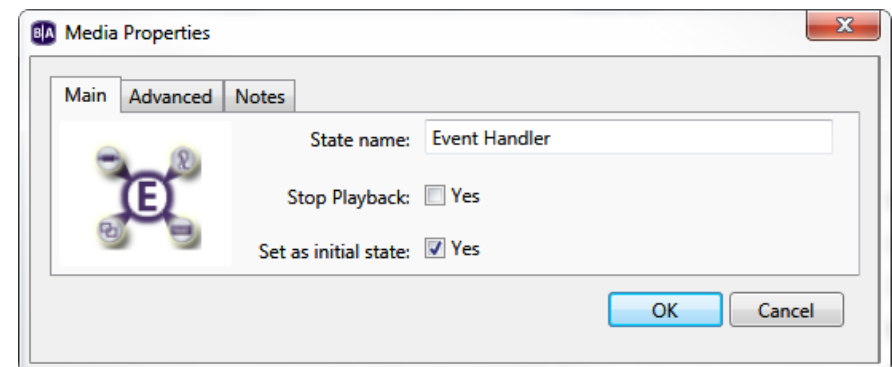 B|A Media Properties
Main Advanced Notes
State name: Event Handler
E
Stop Playback: Yes
Set as initial state: Yes
OK Cancel